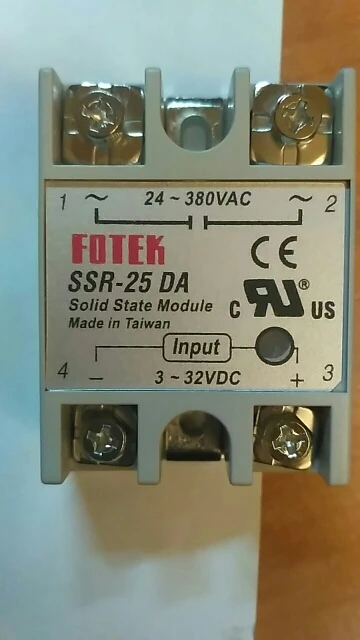 1 ~ 24~380VAC ~ 2
FOTEK CE
SSR-25 DA
Solid State Module C RU® US
Made in Taiwan
Input
4 - 3~32VDC + 3